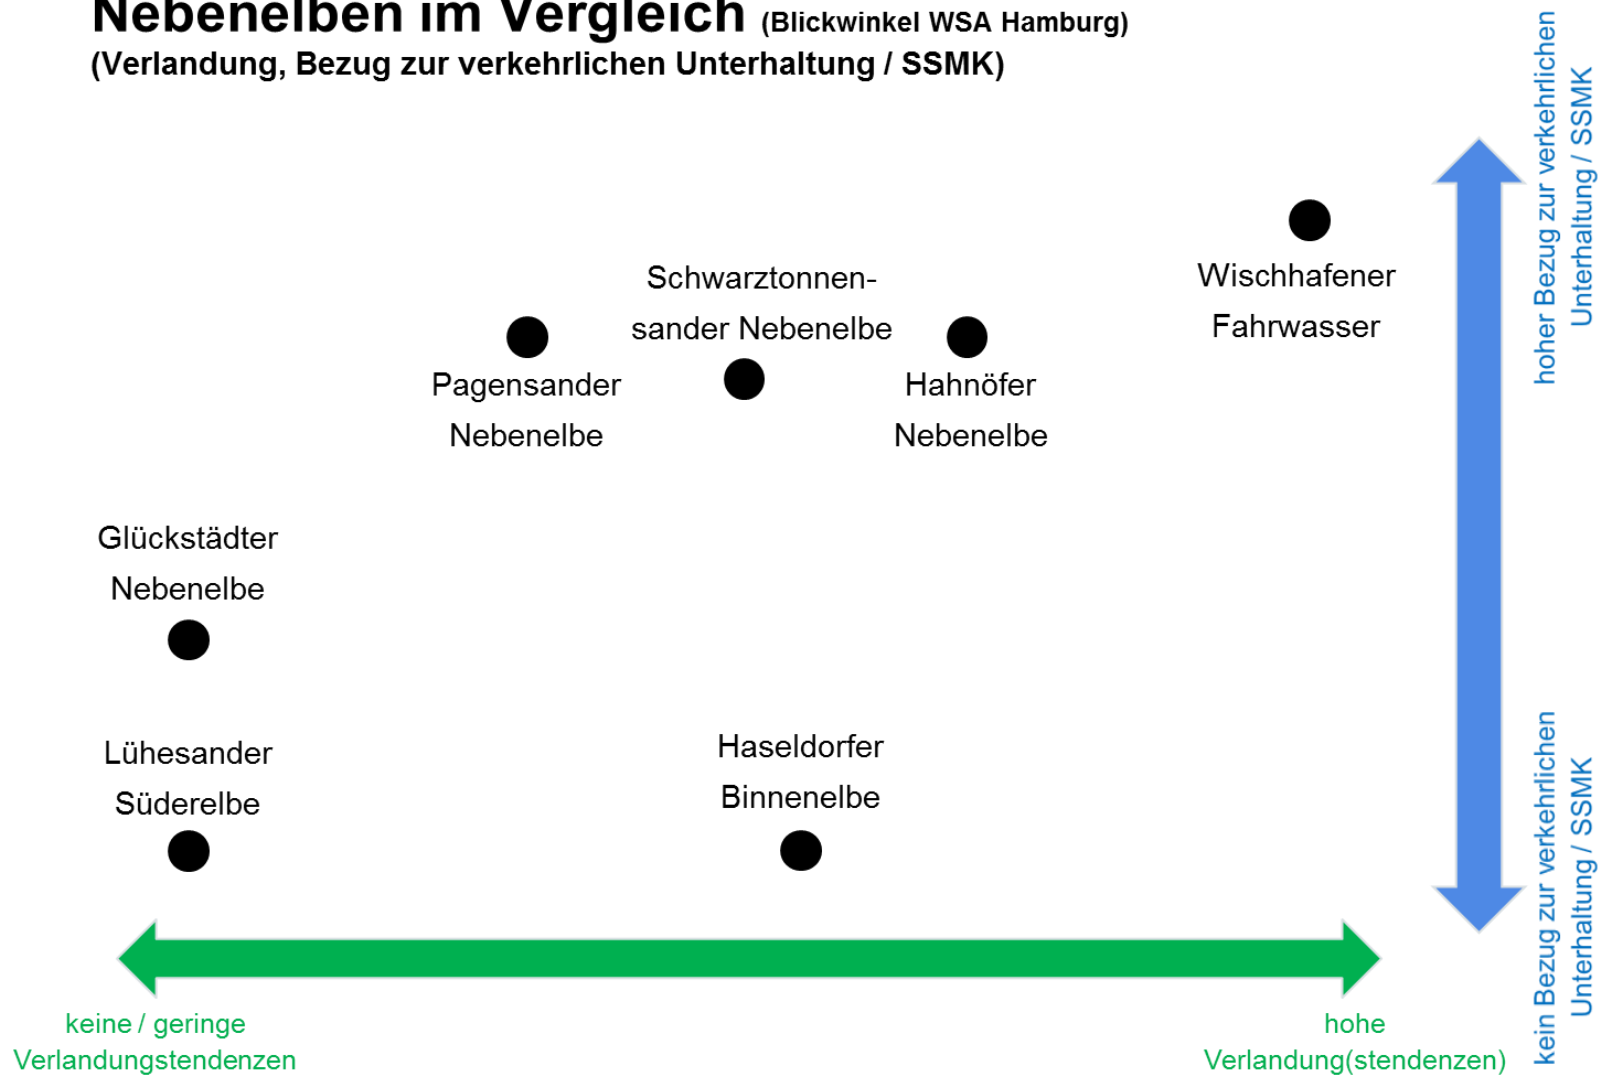 Nebenelben im Vergleich (Blickwinkel WSA Hamburg)
(Verlandung, Bezug zur verkehrlichen Unterhaltung / SSMK)
hoher Bezug zur verkehrlichen
Unterhaltung / SSMK
Wischhafener
Fahrwasser
Schwarztonnen-
sander Nebenelbe
Pagensander
Nebenelbe
Hahnöfer
Nebenelbe
Glückstädter
Nebenelbe
Lühesander
Süderelbe
Haseldorfer
Binnenelbe
kein Bezug zur verkehrlichen
Unterhaltung / SSMK
keine / geringe
Verlandungstendenzen
hohe
Verlandung(stendenzen)